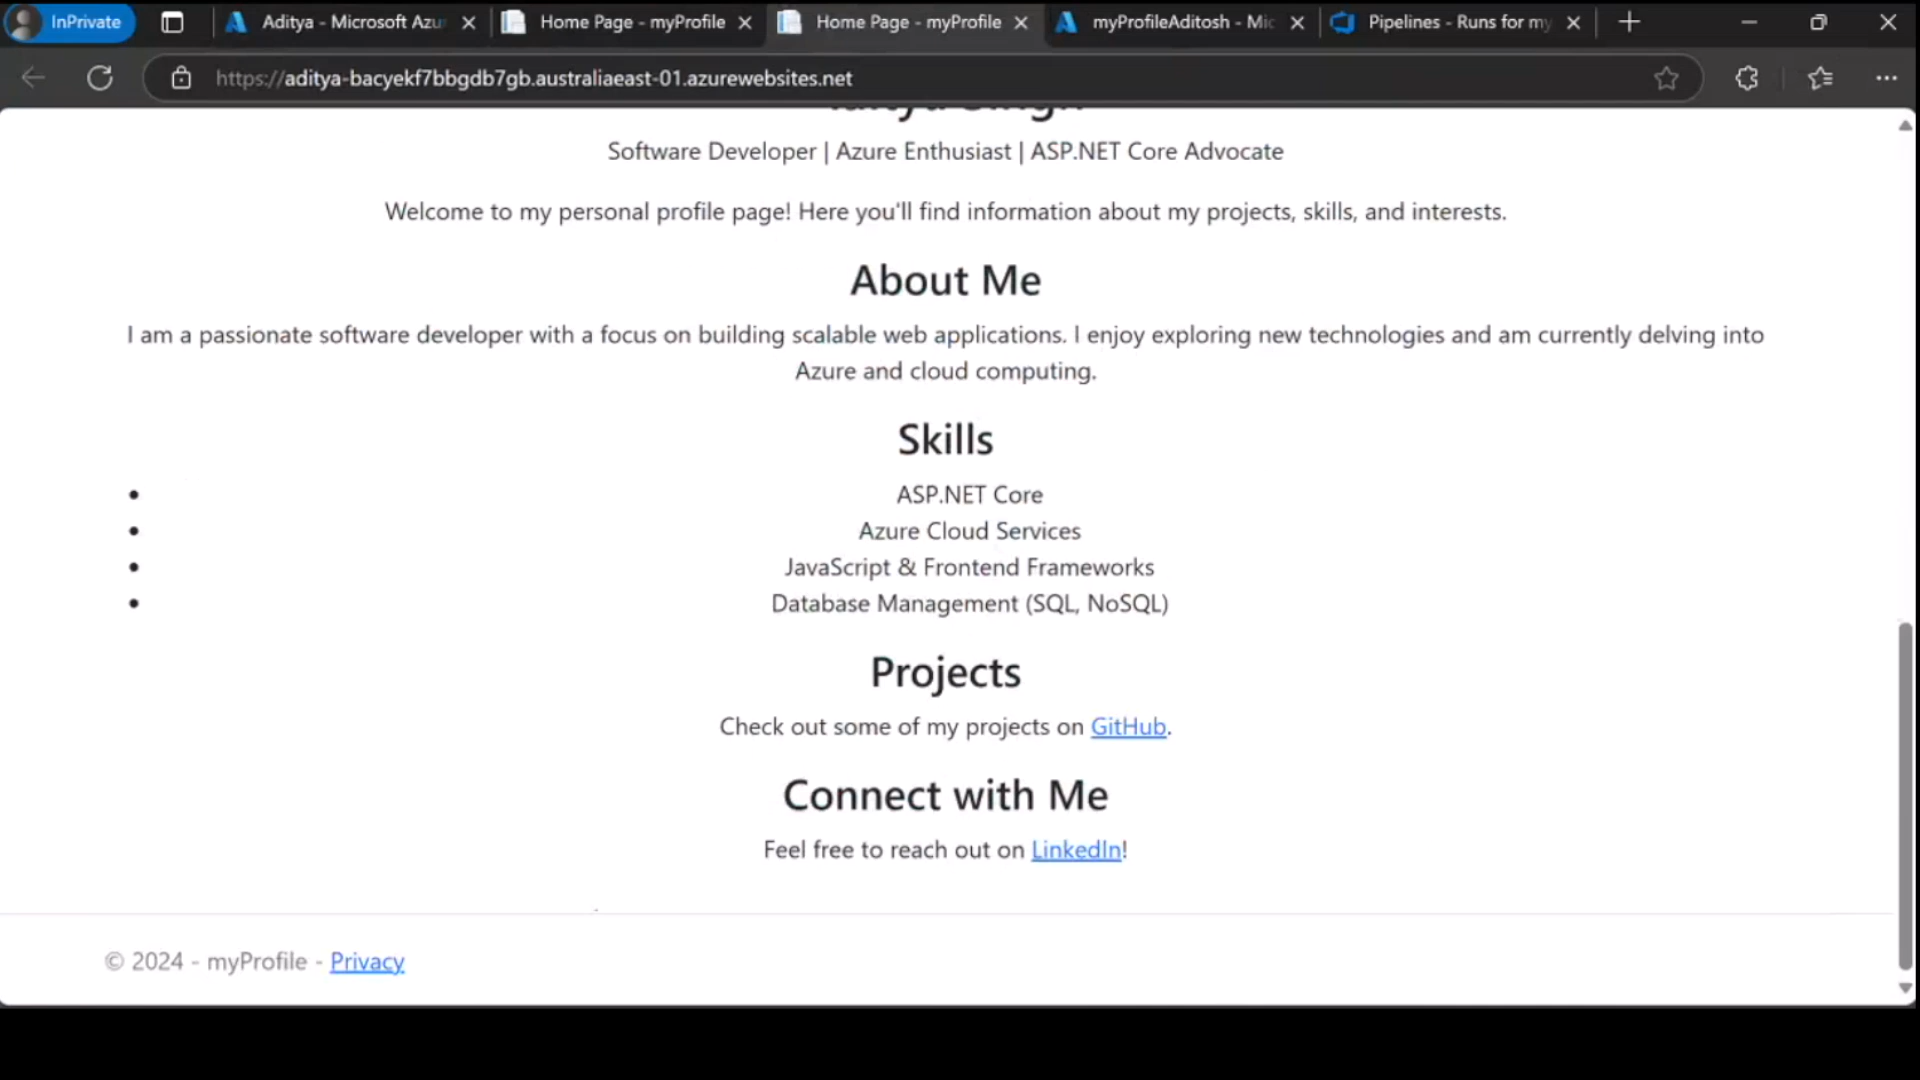 InPrivate
Aditya - Microsoft Azu
Home Page - myProfile
Home Page - myProfile
myProfileAditosh - Mic
Pipelines - Runs for my
https://aditya-bacyekf7bbgdb7gb.australiaeast-01.azurewebsites.net
Software Developer | Azure Enthusiast | ASP.NET Core Advocate
Welcome to my personal profile page! Here you'll find information about my projects, skills, and interests.
About Me
I am a passionate software developer with a focus on building scalable web applications. I enjoy exploring new technologies and am currently delving into
Azure and cloud computing.
Skills
• ASP.NET Core
• Azure Cloud Services
• JavaScript & Frontend Frameworks
• Database Management (SQL, NoSQL)
Projects
Check out some of my projects on GitHub.
Connect with Me
Feel free to reach out on LinkedIn!
© 2024 - myProfile - Privacy